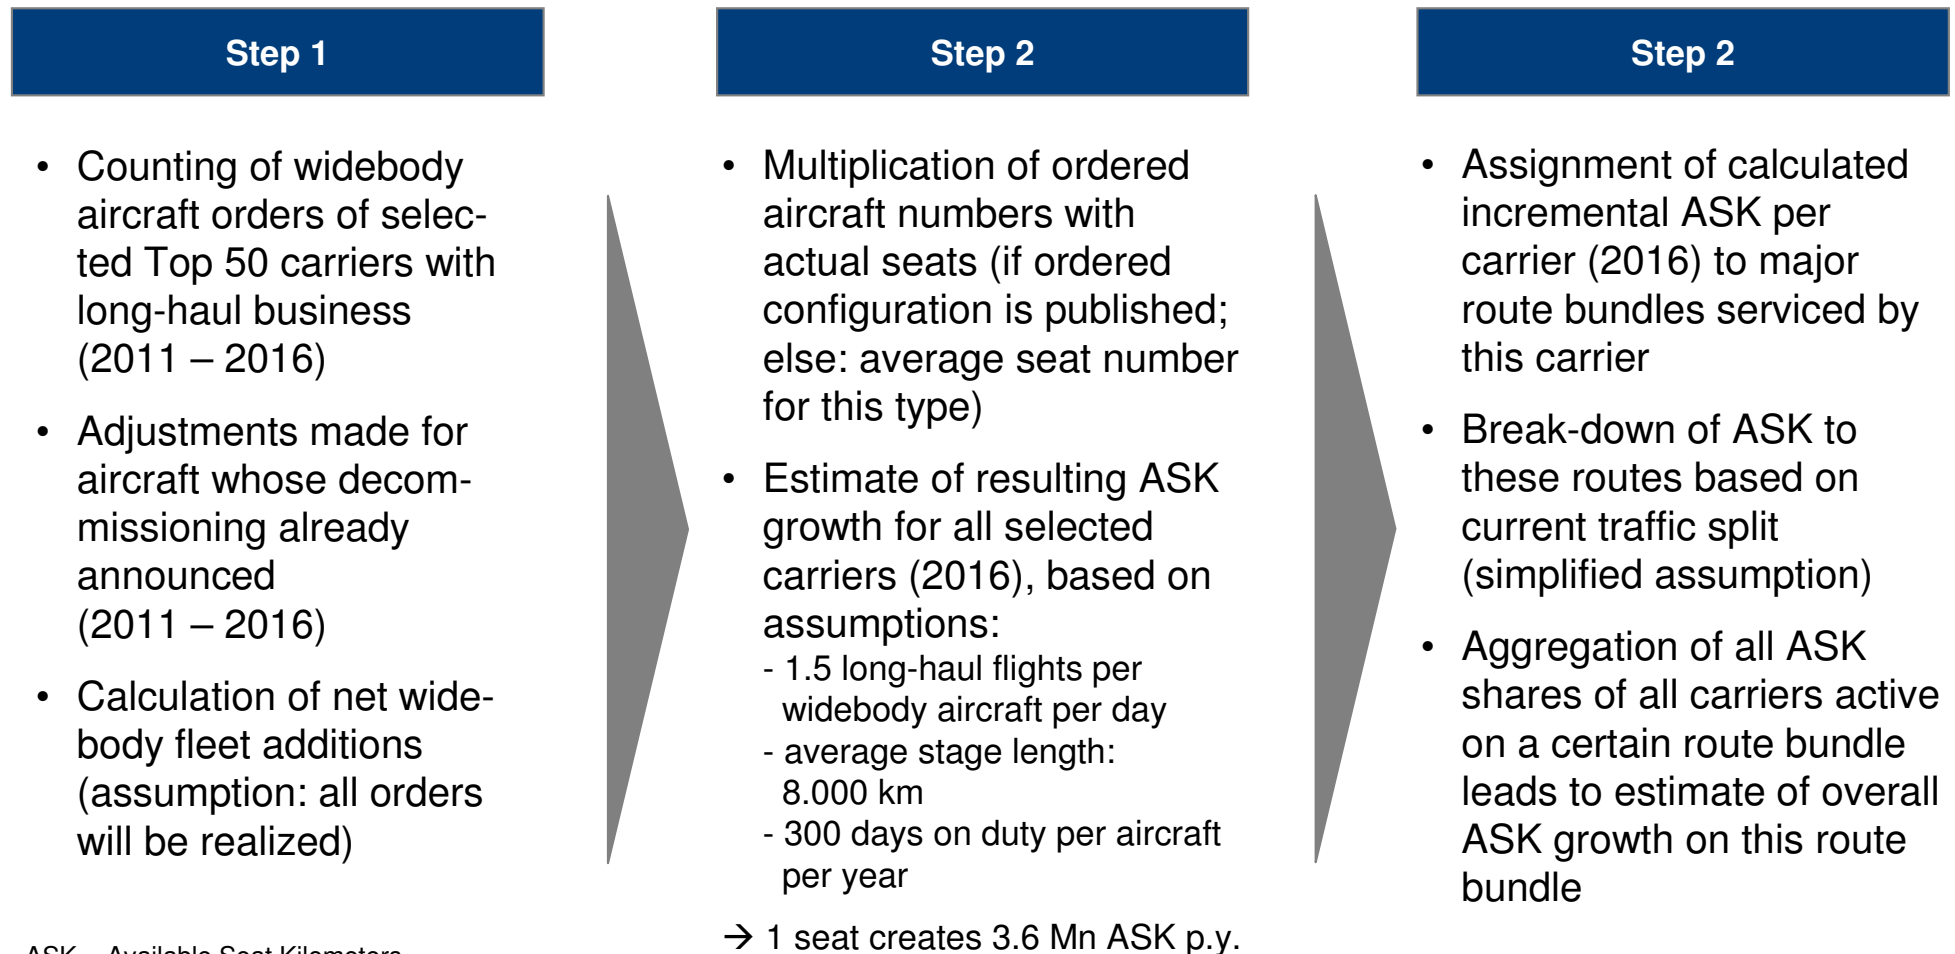 Step 1
• Counting of widebody
aircraft orders of selec-
ted Top 50 carriers with
long-haul business
(2011 – 2016)
• Adjustments made for
aircraft whose decom-
missioning already
announced
(2011 – 2016)
• Calculation of net wide-
body fleet additions
(assumption: all orders
will be realized)
Step 2
• Multiplication of ordered
aircraft numbers with
actual seats (if ordered
configuration is published;
else: average seat number
for this type)
• Estimate of resulting ASK
growth for all selected
carriers (2016), based on
assumptions:
- 1.5 long-haul flights per
widebody aircraft per day
- average stage length:
8.000 km
- 300 days on duty per aircraft
per year
→ 1 seat creates 3.6 Mn ASK p.y.
Step 2
• Assignment of calculated
incremental ASK per
carrier (2016) to major
route bundles serviced by
this carrier
• Break-down of ASK to
these routes based on
current traffic split
(simplified assumption)
• Aggregation of all ASK
shares of all carriers active
on a certain route bundle
leads to estimate of overall
ASK growth on this route
bundle
ASK Available Seat Kilometers